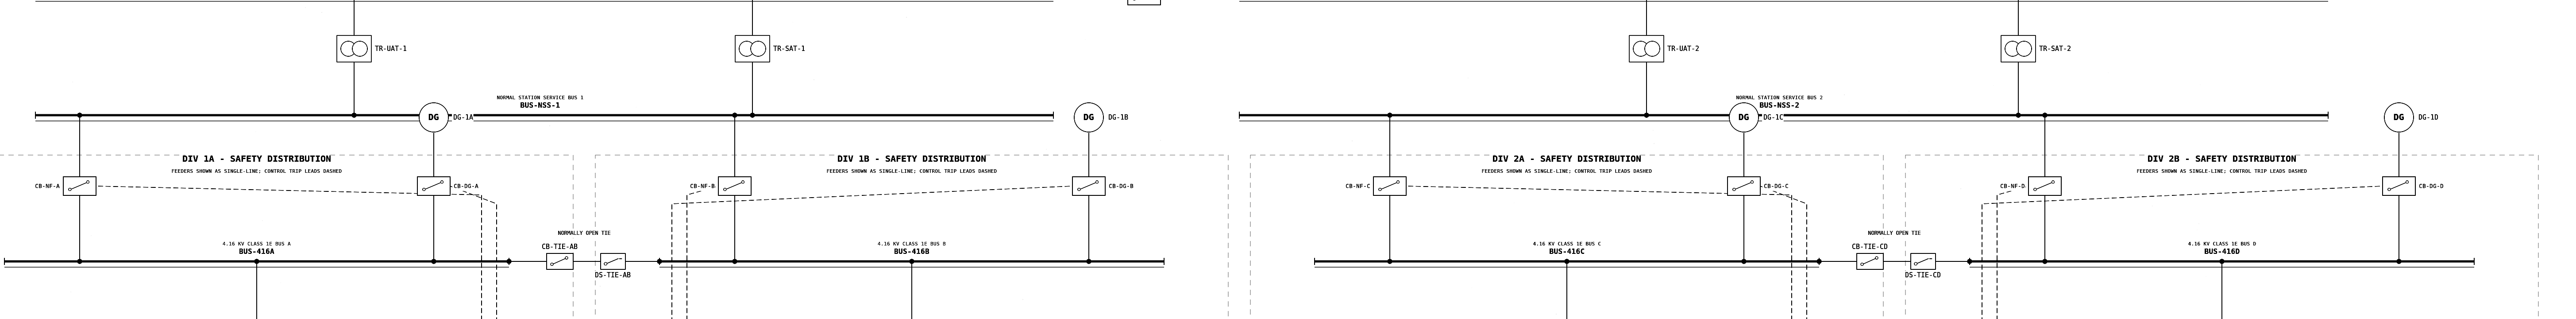 TR-UAT-1
TR-SAT-1
TR-UAT-2
TR-SAT-2
NORMAL STATION SERVICE BUS 1
BUS-NSS-1
NORMAL STATION SERVICE BUS 2
BUS-NSS-2
DG
DG-1A
DG
DG-1B
DG
DG-1C
DG
DG-1D
DIV 1A - SAFETY DISTRIBUTION
FEEDERS SHOWN AS SINGLE-LINE; CONTROL TRIP LEADS DASHED
DIV 1B - SAFETY DISTRIBUTION
FEEDERS SHOWN AS SINGLE-LINE; CONTROL TRIP LEADS DASHED
DIV 2A - SAFETY DISTRIBUTION
FEEDERS SHOWN AS SINGLE-LINE; CONTROL TRIP LEADS DASHED
DIV 2B - SAFETY DISTRIBUTION
FEEDERS SHOWN AS SINGLE-LINE; CONTROL TRIP LEADS DASHED
CB-NF-A
CB-DG-A
CB-NF-B
CB-DG-B
CB-NF-C
CB-DG-C
CB-NF-D
CB-DG-D
NORMALLY OPEN TIE
NORMALLY OPEN TIE
4.16 KV CLASS 1E BUS A
BUS-416A
CB-TIE-AB
DS-TIE-AB
4.16 KV CLASS 1E BUS B
BUS-416B
4.16 KV CLASS 1E BUS C
BUS-416C
CB-TIE-CD
DS-TIE-CD
4.16 KV CLASS 1E BUS D
BUS-416D